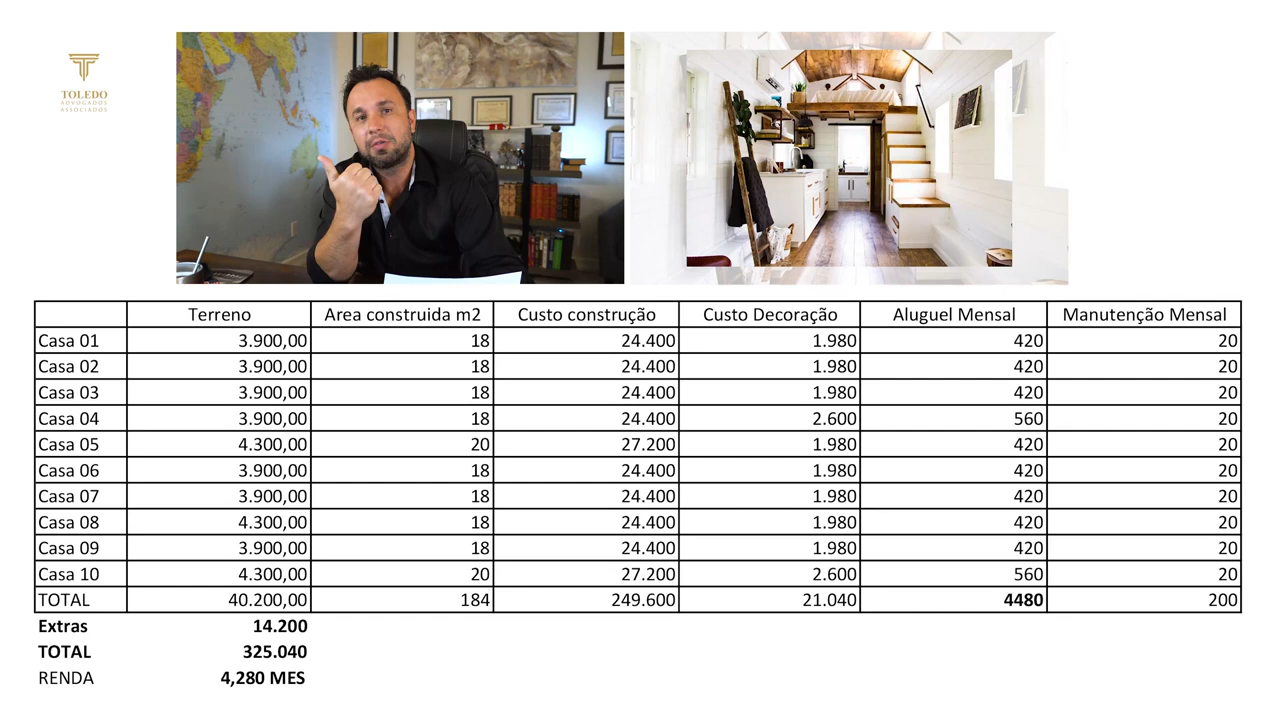 TOLEDO
ADVOGADOS
ASSOCIADOS
Terreno Area construida m2 Custo construção Custo Decoração Aluguel Mensal Manutenção Mensal
Casa 01 3.900,00 18 24.400 1.980 420 20
Casa 02 3.900,00 18 24.400 1.980 420 20
Casa 03 3.900,00 18 24.400 1.980 420 20
Casa 04 3.900,00 18 24.400 2.600 560 20
Casa 05 4.300,00 20 27.200 1.980 420 20
Casa 06 3.900,00 18 24.400 1.980 420 20
Casa 07 3.900,00 18 24.400 1.980 420 20
Casa 08 4.300,00 18 24.400 1.980 420 20
Casa 09 3.900,00 18 24.400 1.980 420 20
Casa 10 4.300,00 20 27.200 2.600 560 20
TOTAL 40.200,00 184 249.600 21.040 4480 200
Extras 14.200
TOTAL 325.040
RENDA 4,280 MES